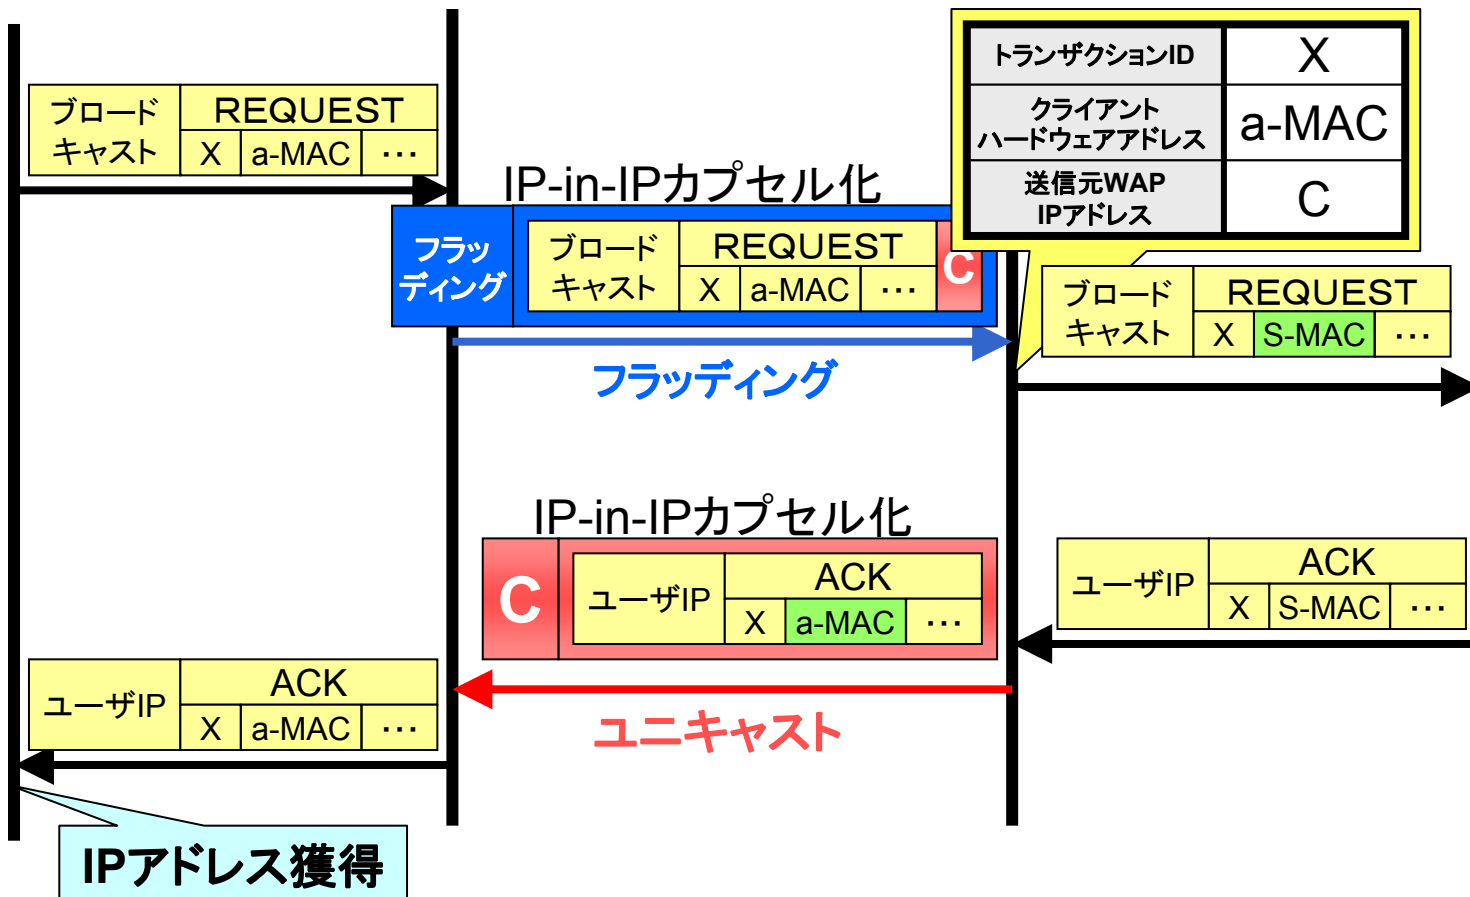 トランザクションID
X
クライアント
ハードウェアアドレス
a-MAC
送信元WAP
IPアドレス
C
ブロード
キャスト
REQUEST
X a-MAC …
IP-in-IPカプセル化
フラッ
ディング
ブロード
キャスト
REQUEST
X a-MAC …
C
フラッディング
ブロード
キャスト
REQUEST
X S-MAC …
IP-in-IPカプセル化
C
ユーザIP
ACK
X a-MAC …
ユニキャスト
ユーザIP
ACK
X S-MAC …
ユーザIP
ACK
X a-MAC …
IPアドレス獲得